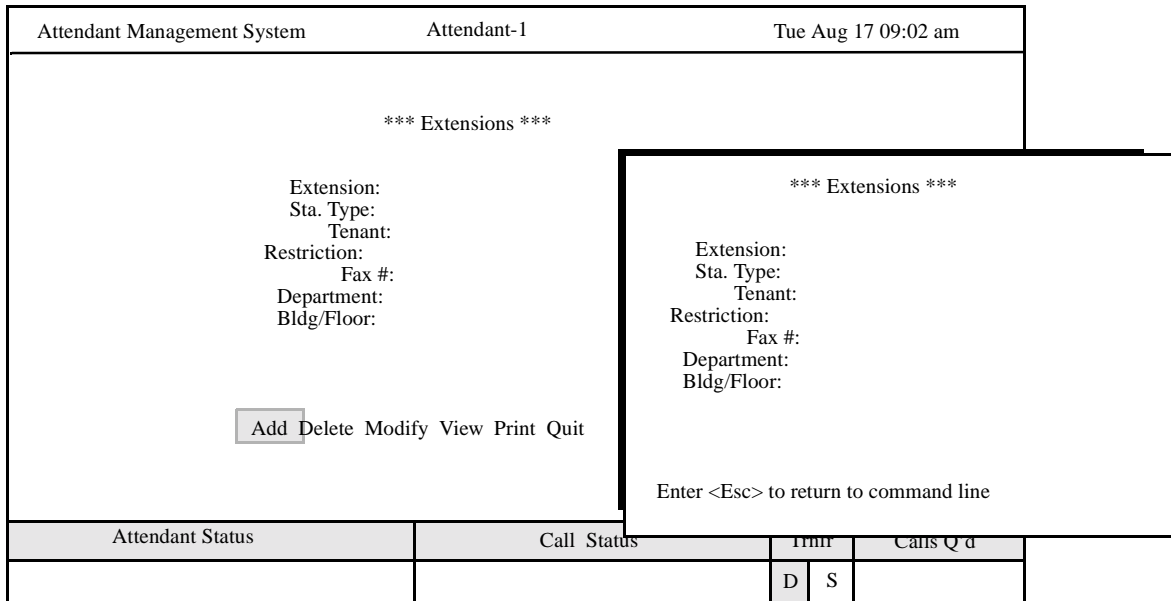 Attendant Management System Attendant-1 Tue Aug 17 09:02 am
*** Extensions ***
Extension:
Sta. Type:
Tenant:
Restriction:
Fax #:
Department:
Bldg/Floor:
Add Delete Modify View Print Quit
*** Extensions ***
Extension:
Sta. Type:
Tenant:
Restriction:
Fax #:
Department:
Bldg/Floor:
Enter <Esc> to return to command line
Attendant Status Call Status Trnfr Calls Q'd
D S